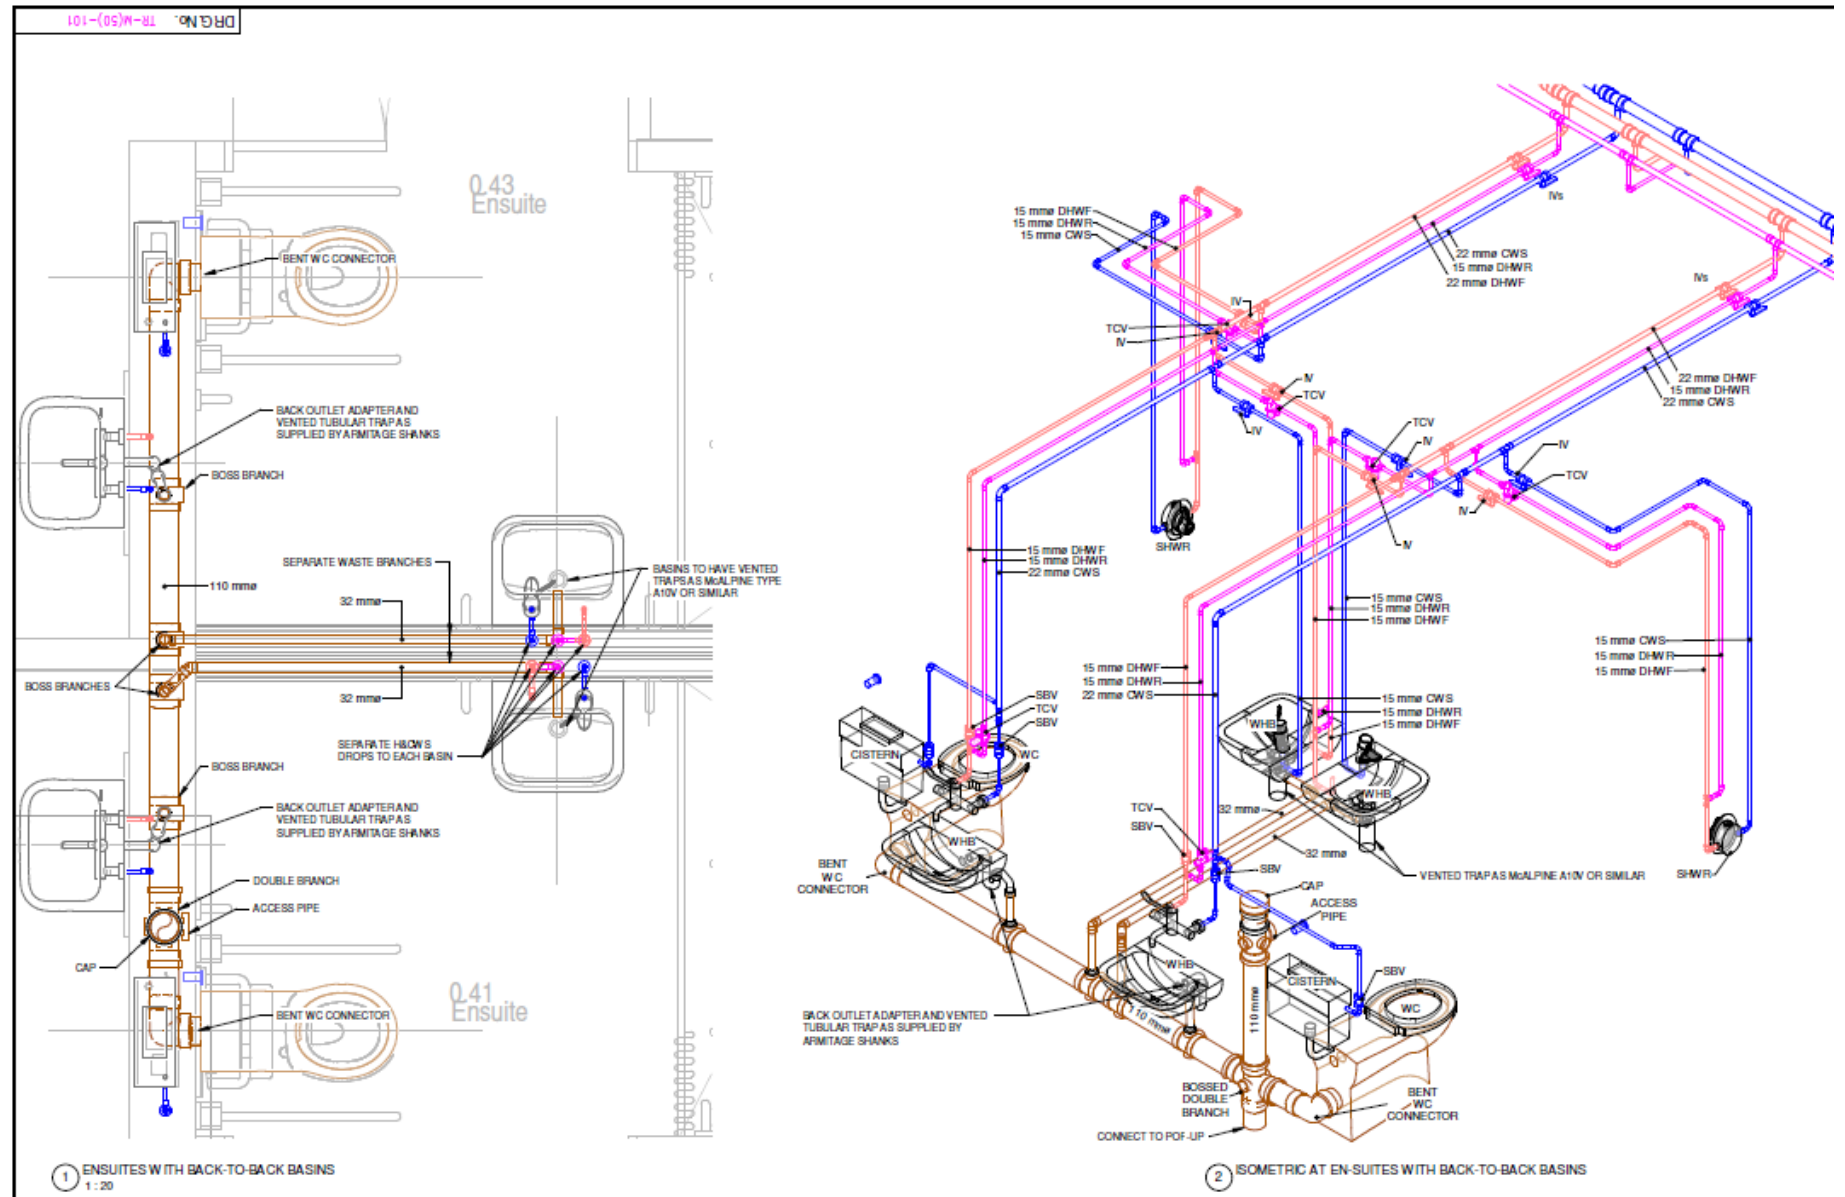 DRG.No. TR-M(50)-101
0.43
Ensuite
BENT WC CONNECTOR
BACK OUTLET ADAPTER AND
VENTED TUBULAR TRAP AS
SUPPLIED BY ARMITAGE SHANKS
BOSS BRANCH
SEPARATE WASTE BRANCHES
110 mmø
32 mmø
BASINS TO HAVE VENTED
TRAPS AS McALPINE TYPE
A10V OR SIMILAR
BOSS BRANCHES
32 mmø
SEPARATE H&CWS
DROPS TO EACH BASIN
BOSS BRANCH
BACK OUTLET ADAPTER AND
VENTED TUBULAR TRAP AS
SUPPLIED BY ARMITAGE SHANKS
DOUBLE BRANCH
ACCESS PIPE
CAP
0.41
Ensuite
BENT WC CONNECTOR
1 ENSUITES WITH BACK-TO-BACK BASINS
1 : 20
15 mmø DHWF
15 mmø DHWR
15 mmø CWS
IVs
22 mmø CWS
15 mmø DHWR
22 mmø DHWF
IVs
IV
TCV
IV
22 mmø DHWF
15 mmø DHWR
22 mmø CWS
IV
TCV
IV
TCV
IV
IV
TCV
IV
IV
SHWR
15 mmø DHWF
15 mmø DHWR
22 mmø CWS
15 mmø CWS
15 mmø DHWR
15 mmø DHWF
15 mmø CWS
15 mmø DHWR
15 mmø DHWF
15 mmø DHWF
15 mmø DHWR
22 mmø CWS
15 mmø CWS
15 mmø DHWR
15 mmø DHWF
SBV
TCV
SBV
CISTERN
WC
WHB
WHB
WHB
TCV
SBV
32 mmø
32 mmø
BENT
WC
CONNECTOR
SBV
VENTED TRAP AS McALPINE A10V OR SIMILAR
SHWR
CAP
ACCESS
PIPE
WHB
CISTERN
SBV
WC
110 mmø
110 mmø
BACK OUTLET ADAPTER AND VENTED
TUBULAR TRAP AS SUPPLIED BY
ARMITAGE SHANKS
BOSSED
DOUBLE
BRANCH
BENT
WC
CONNECTOR
CONNECT TO POP-UP
2 ISOMETRIC AT EN-SUITES WITH BACK-TO-BACK BASINS